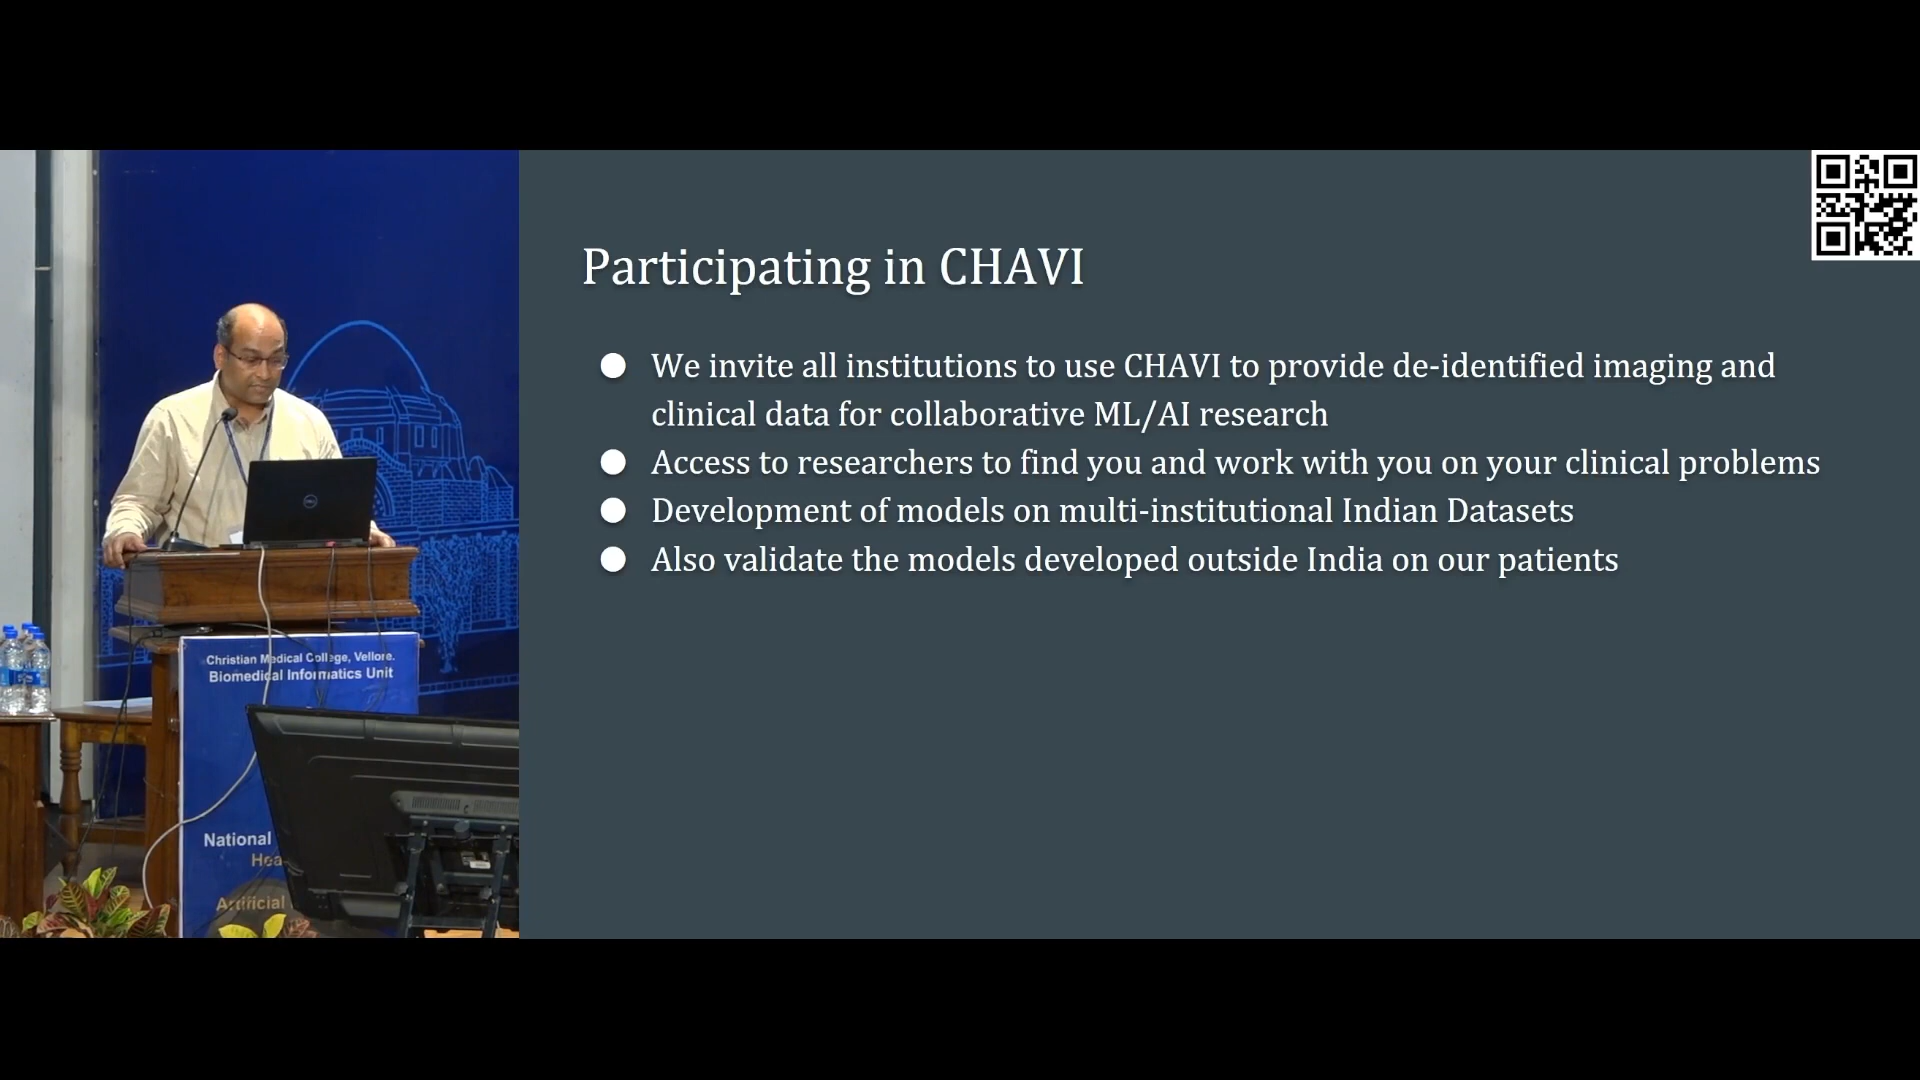 Participating in CHAVI
We invite all institutions to use CHAVI to provide de-identified imaging and
clinical data for collaborative ML/AI research
Access to researchers to find you and work with you on your clinical problems
Development of models on multi-institutional Indian Datasets
Also validate the models developed outside India on our patients
Christian Medical College, Vellore.
Biomedical Informatics Unit
National
DELL